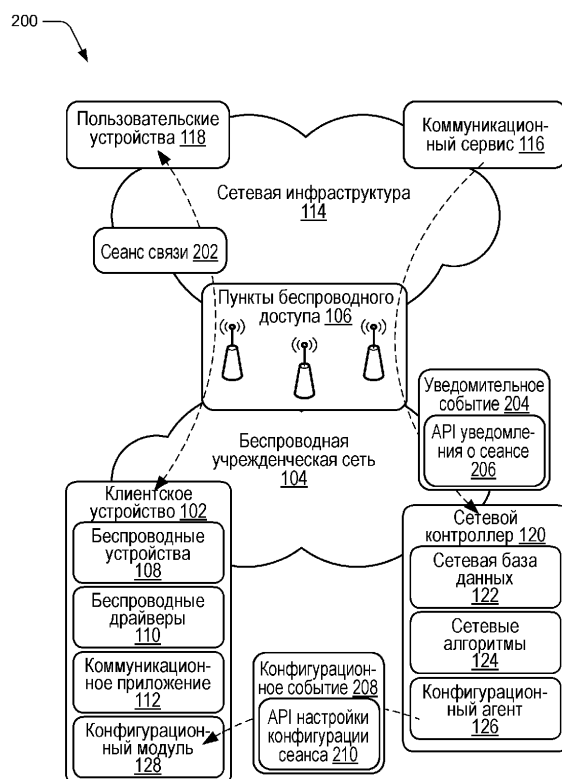 200
Пользовательские
устройства 118
Коммуникацион-
ный сервис 116
Сетевая инфраструктура
114
Сеанс связи 202
Пункты беспроводного
доступа 106
Уведомительное
событие 204
API уведомле-
ния о сеансе
206
Беспроводная
учрежденческая сеть
104
Клиентское
устройство 102
Беспроводные
устройства
108
Беспроводные
драйверы
110
Коммуникацион-
ное приложение
112
Конфигурацион-
ный модуль
128
Сетевой
контроллер 120
Сетевая база
данных
122
Сетевые
алгоритмы
124
Конфигурацион-
ный агент
126
Конфигурацион-
ное событие 208
API настройки
конфигурации
сеанса 210